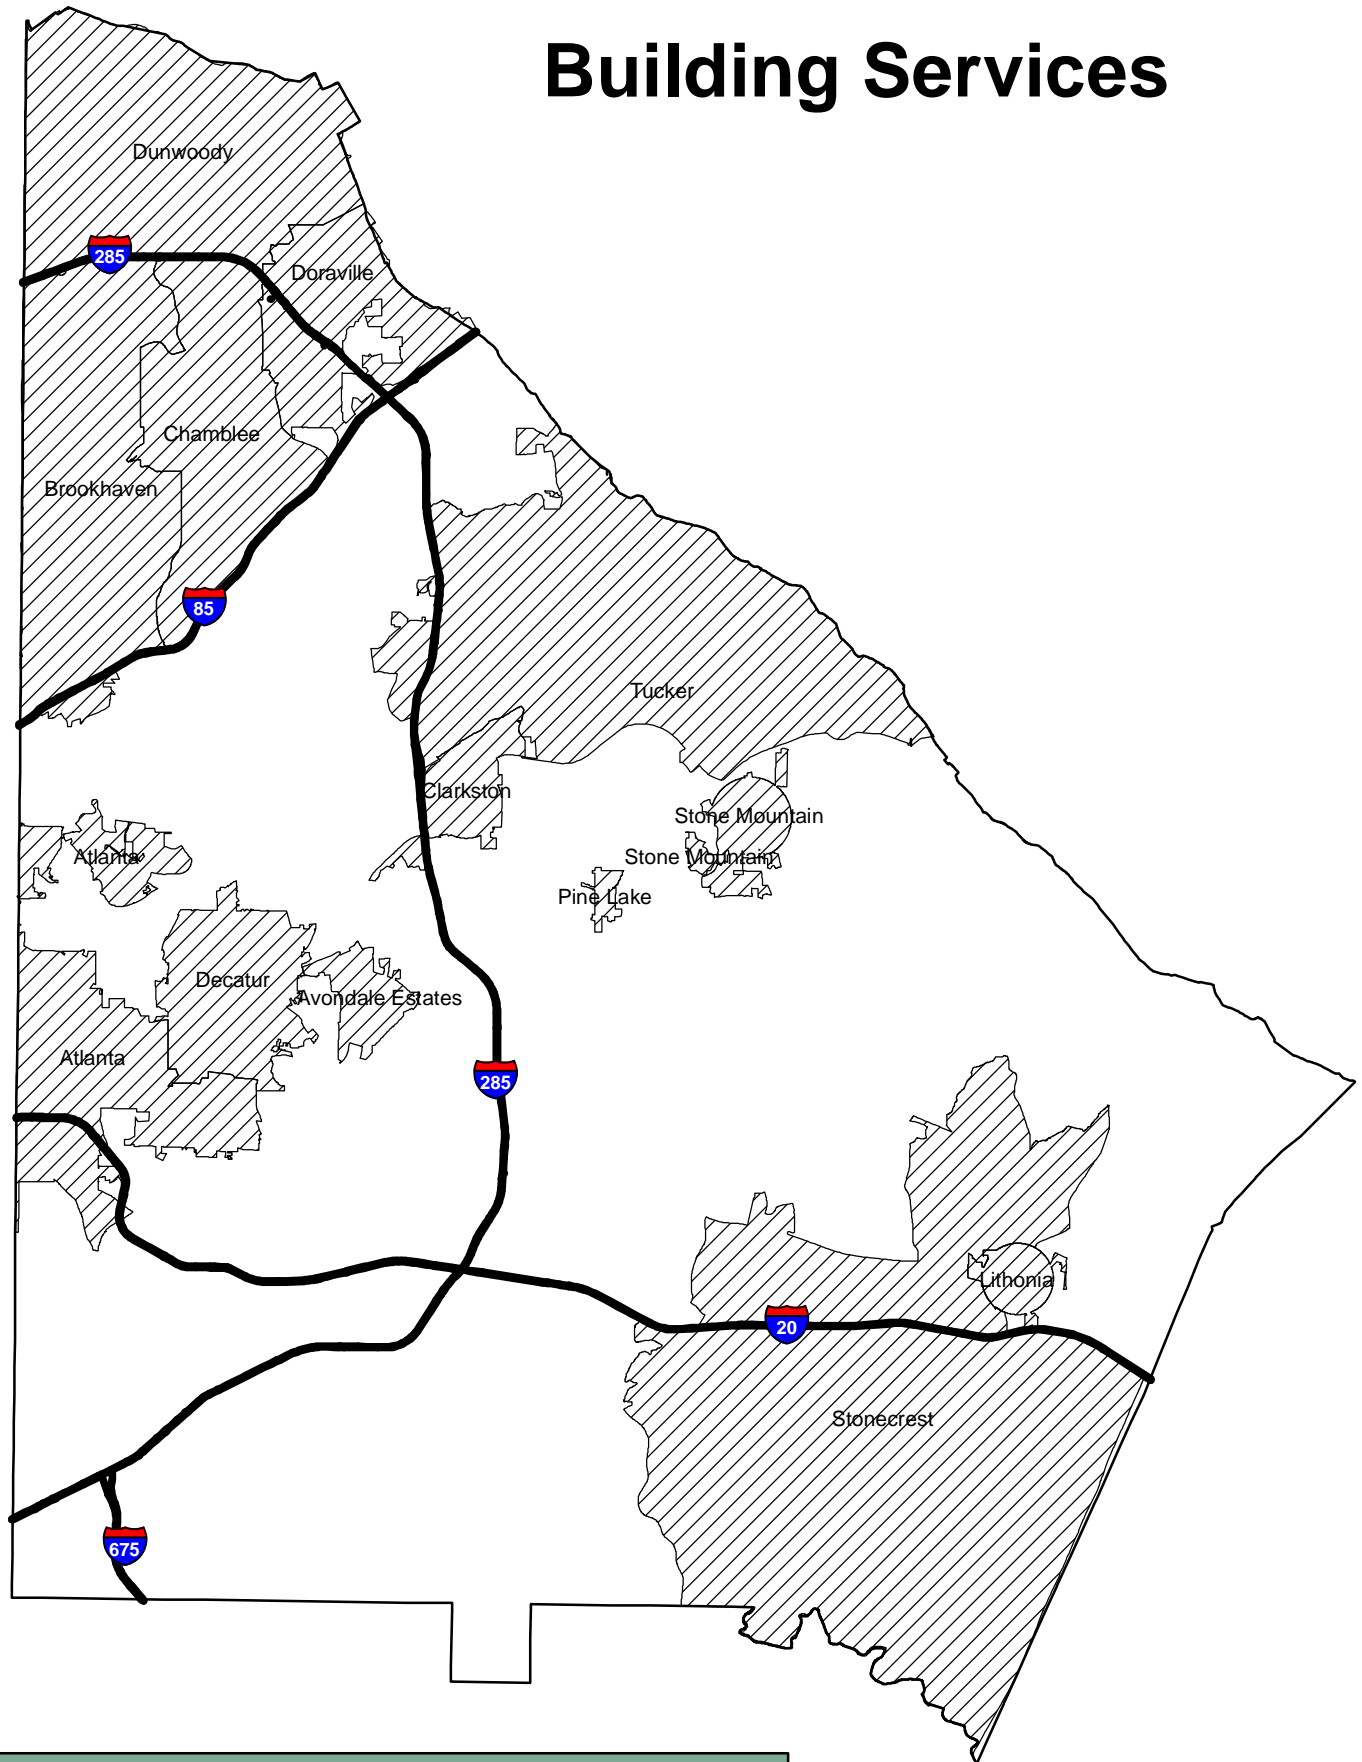 Building Services
Dunwoody
285
Doraville
Chamblee
Brookhaven
85
Tucker
Clarkston
Stone Mountain
Atlanta
Stone Mountain
Pine Lake
Decatur
Avondale Estates
Atlanta
285
Lithonia
20
Stonecrest
675